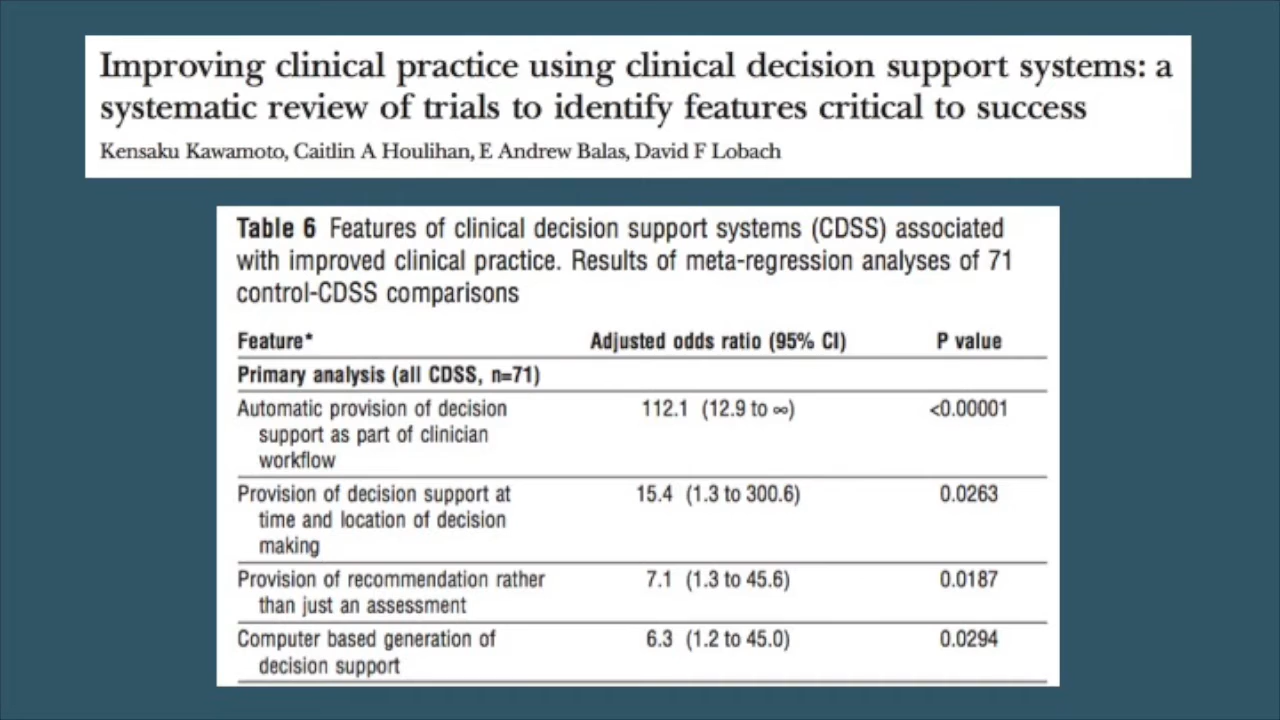 Improving clinical practice using clinical decision support systems: a
systematic review of trials to identify features critical to success
Kensaku Kawamoto, Caitlin A Houlihan, E Andrew Balas, David F Lobach
Table 6 Features of clinical decision support systems (CDSS) associated
with improved clinical practice. Results of meta-regression analyses of 71
control-CDSS comparisons
Feature* Adjusted odds ratio (95% CI) P value
Primary analysis (all CDSS, n=71)
Automatic provision of decision 112.1 (12.9 to ∞) <0.00001
support as part of clinician
workflow
Provision of decision support at 15.4 (1.3 to 300.6) 0.0263
time and location of decision
making
Provision of recommendation rather 7.1 (1.3 to 45.6) 0.0187
than just an assessment
Computer based generation of 6.3 (1.2 to 45.0) 0.0294
decision support